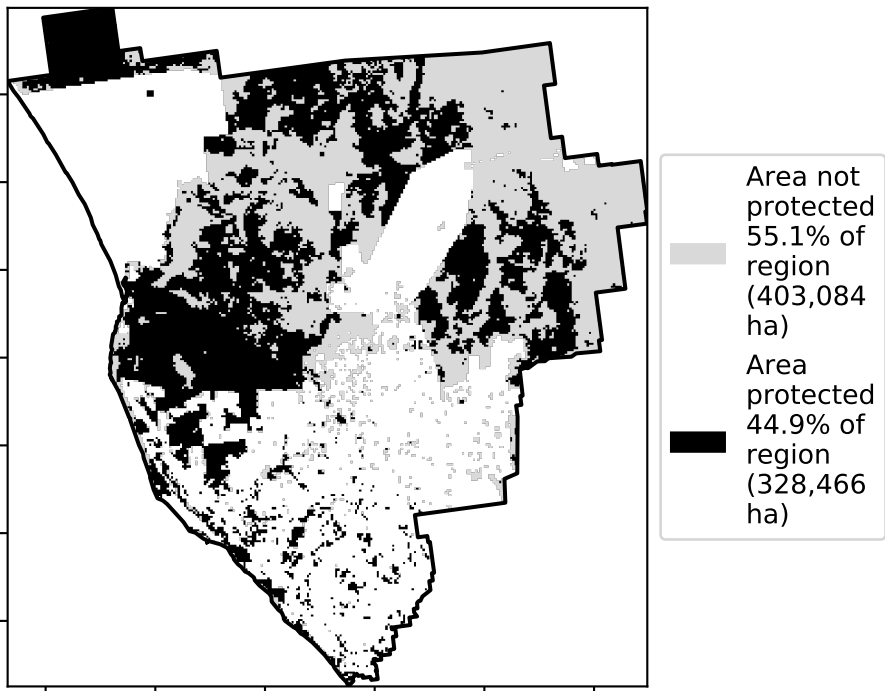 Area not
protected
55.1% of
region
(403,084
ha)
Area
protected
44.9% of
region
(328,466
ha)